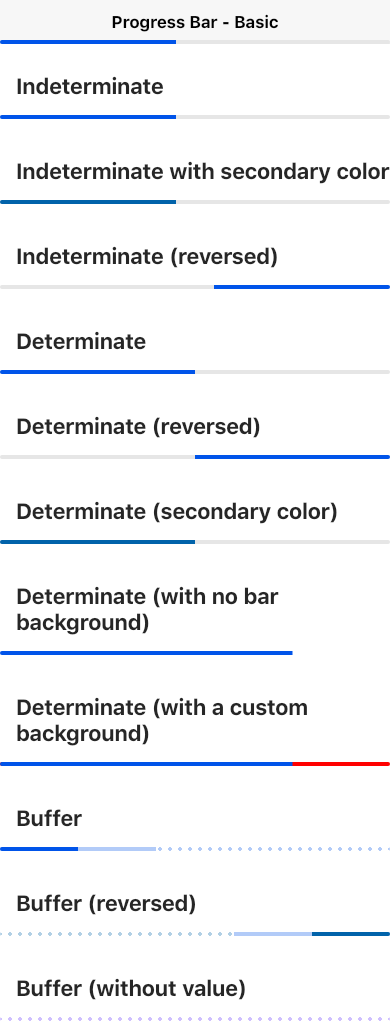 Progress Bar - Basic
Indeterminate
Indeterminate with secondary color
Indeterminate (reversed)
Determinate
Determinate (reversed)
Determinate (secondary color)
Determinate (with no bar
background)
Determinate (with a custom
background)
Buffer
Buffer (reversed)
Buffer (without value)